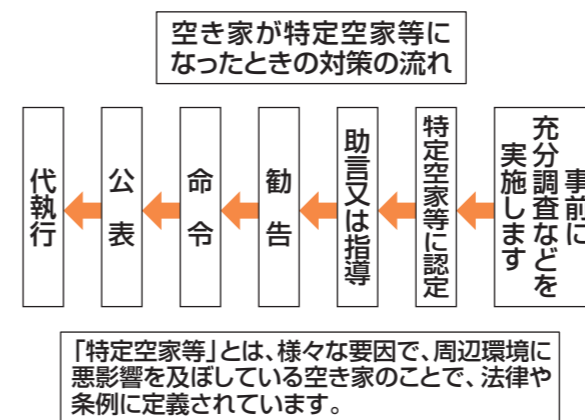 空き家が特定空家等に
なったときの対策の流れ
事前に
充分調査などを
実施します
特定空家等に認定
助言又は指導
勧告
命令
公表
代執行
「特定空家等」とは、様々な要因で、周辺環境に
悪影響を及ぼしている空き家のことで、法律や
条例に定義されています。